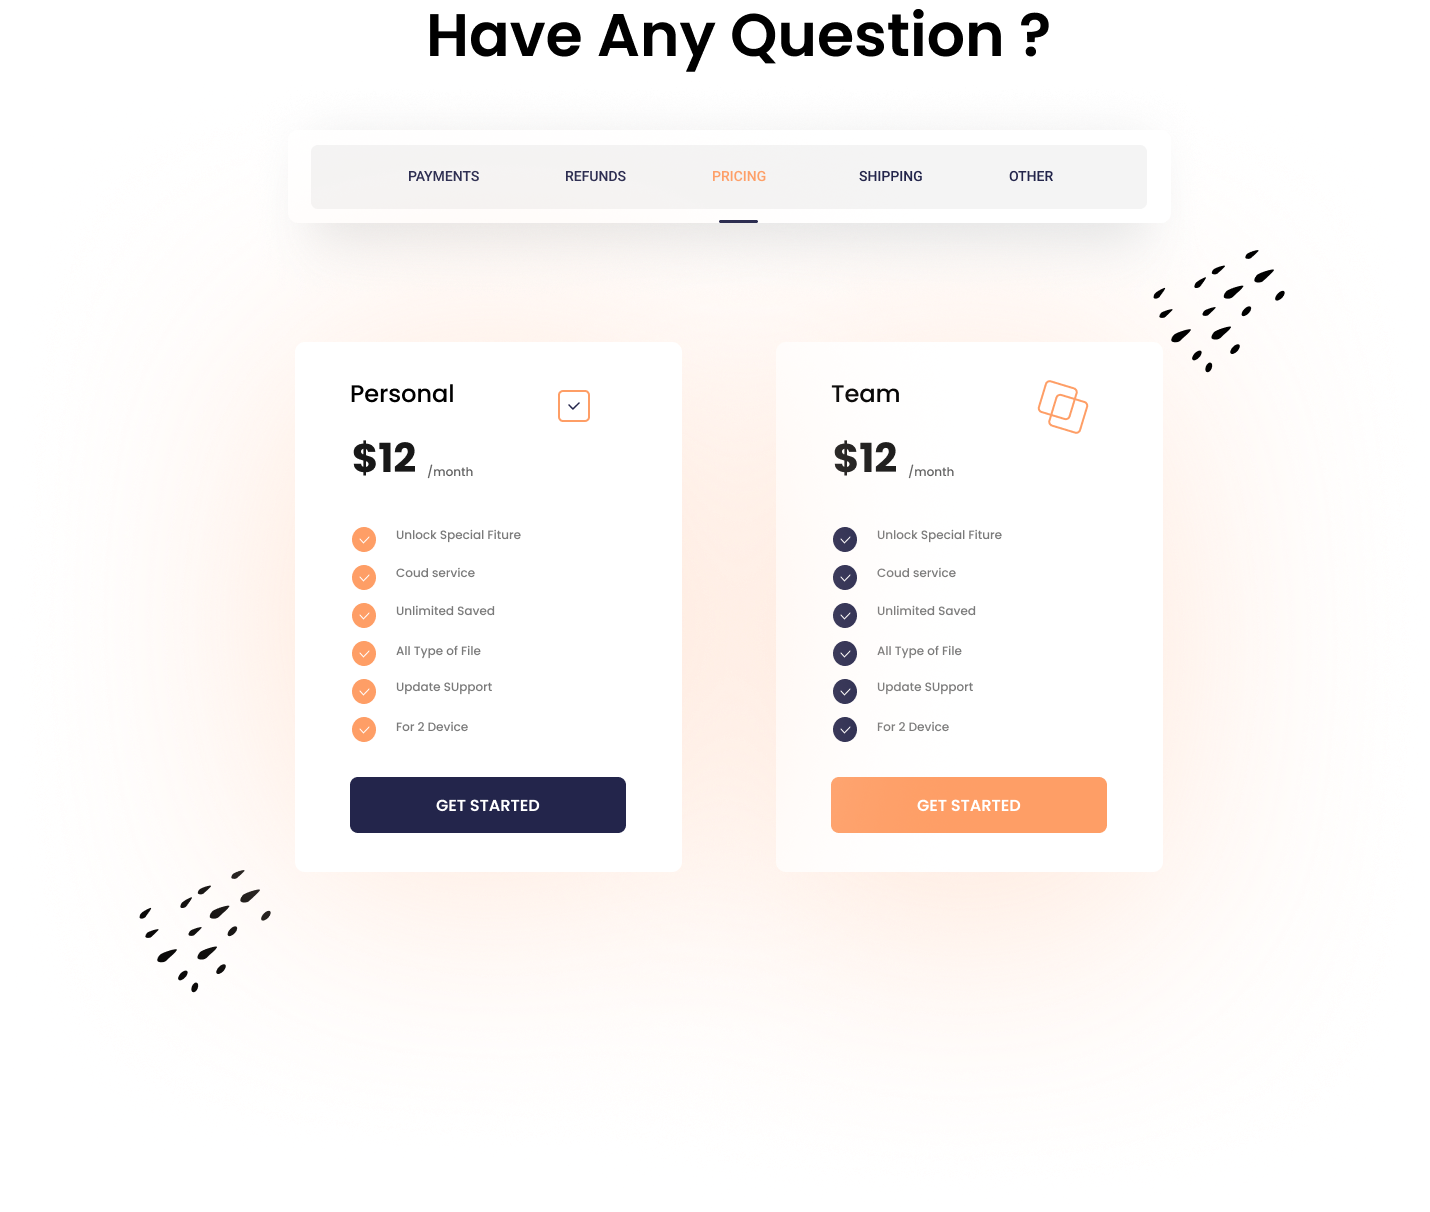 Have Any Question ?
PAYMENTS REFUNDS PRICING SHIPPING OTHER
Personal
$12 /month
Unlock Special Fiture
Coud service
Unlimited Saved
All Type of File
Update SUpport
For 2 Device
GET STARTED
Team
$12 /month
Unlock Special Fiture
Coud service
Unlimited Saved
All Type of File
Update SUpport
For 2 Device
GET STARTED